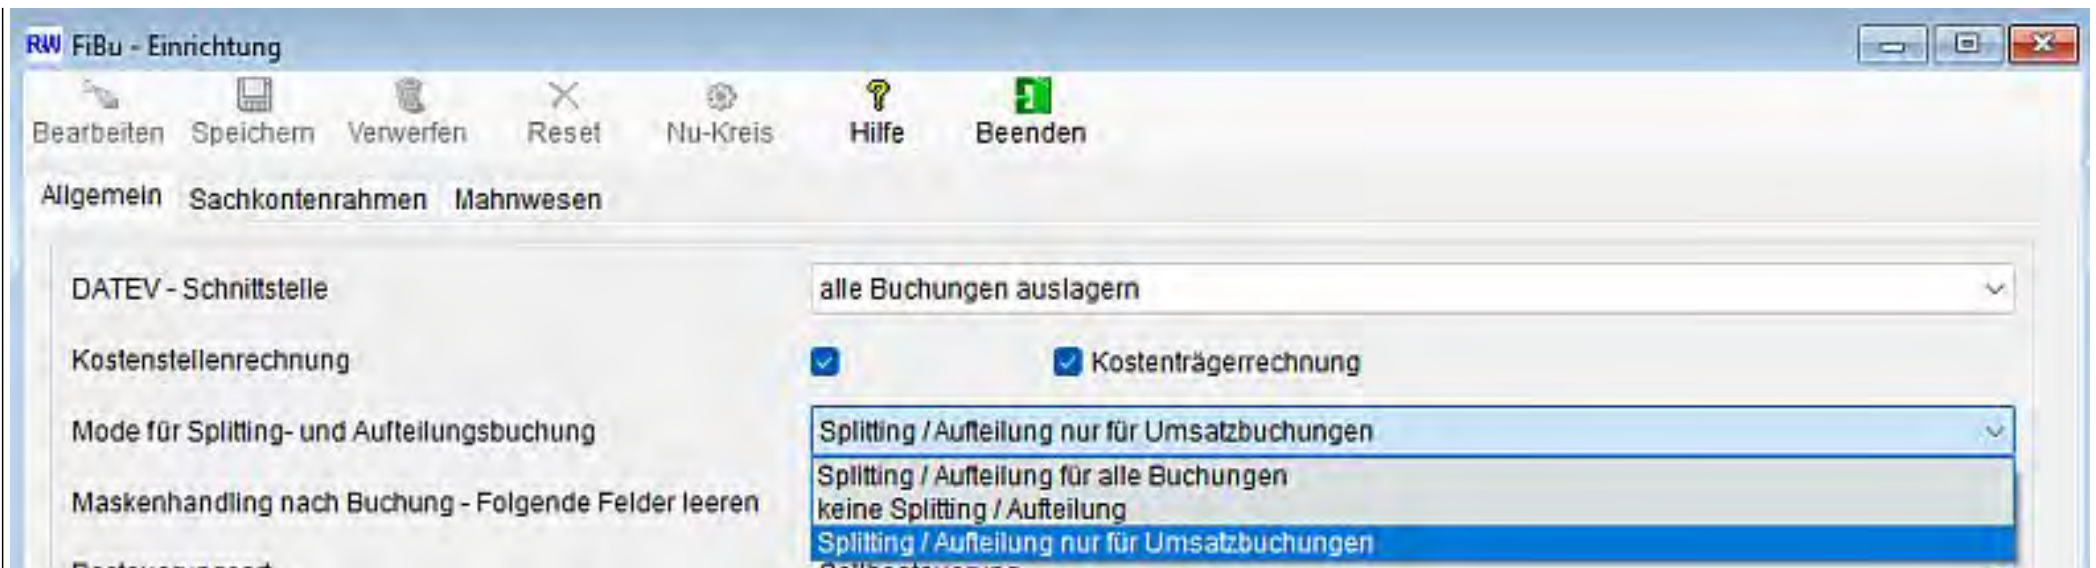 RW FiBu - Einrichtung
Bearbeiten Speichern Verwerfen Reset Nu-Kreis Hilfe Beenden
Allgemein Sachkontenrahmen Mahnwesen
DATEV - Schnittstelle alle Buchungen auslagern
Kostenstellenrechnung Kostenträgerrechnung
Mode für Splitting- und Aufteilungsbuchung Splitting / Aufteilung nur für Umsatzbuchungen
Splitting / Aufteilung für alle Buchungen
Maskenhandling nach Buchung - Folgende Felder leeren
keine Splitting / Aufteilung
Splitting / Aufteilung nur für Umsatzbuchungen